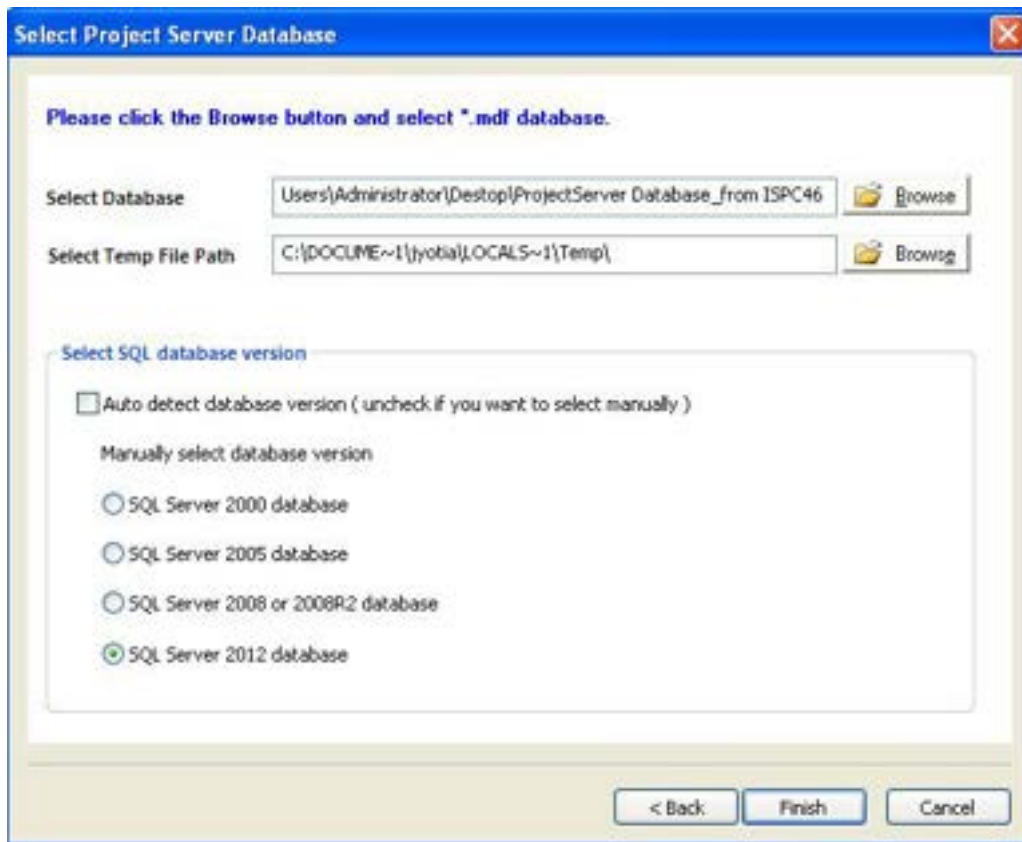 Select Project Server Database
Please click the Browse button and select *.mdf database.
Select Database Users\Administrator\Destop\ProjectServer Database_from ISPC46 Browse
Select Temp File Path C:\DOCUME~1\jyotia\LOCALS~1\Temp\ Browse
Select SQL database version
Auto detect database version ( uncheck if you want to select manually )
Manually select database version
SQL Server 2000 database
SQL Server 2005 database
SQL Server 2008 or 2008R2 database
SQL Server 2012 database
< Back Finish Cancel